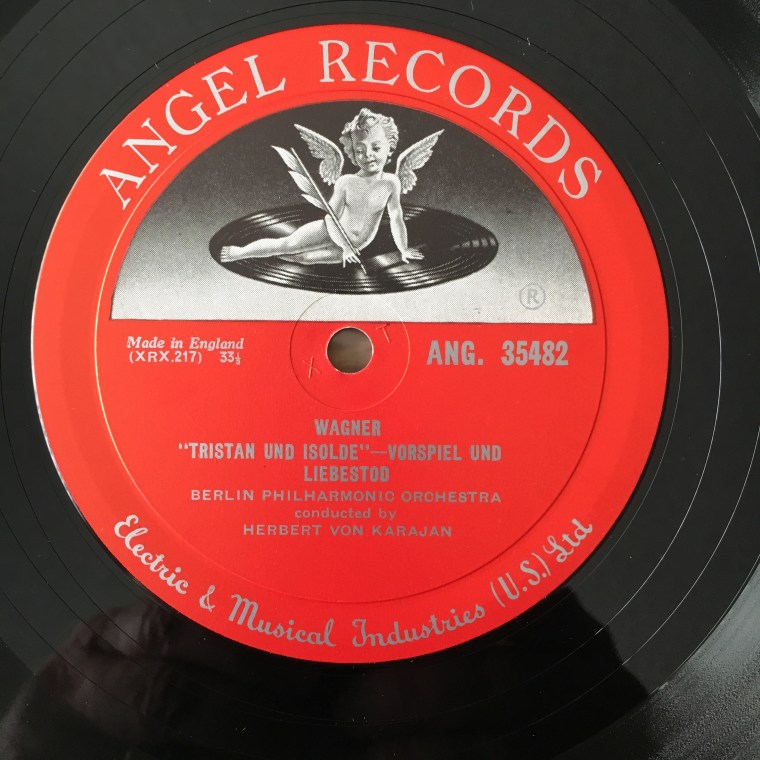 ANGEL RECORDS
®
Made in England
(XRX.217) 33⅓
ANG. 35482
X T
WAGNER
"TRISTAN UND ISOLDE"—VORSPIEL UND
LIEBESTOD
BERLIN PHILHARMONIC ORCHESTRA
conducted by
HERBERT VON KARAJAN
Electric & Musical Industries (U.S.) Ltd